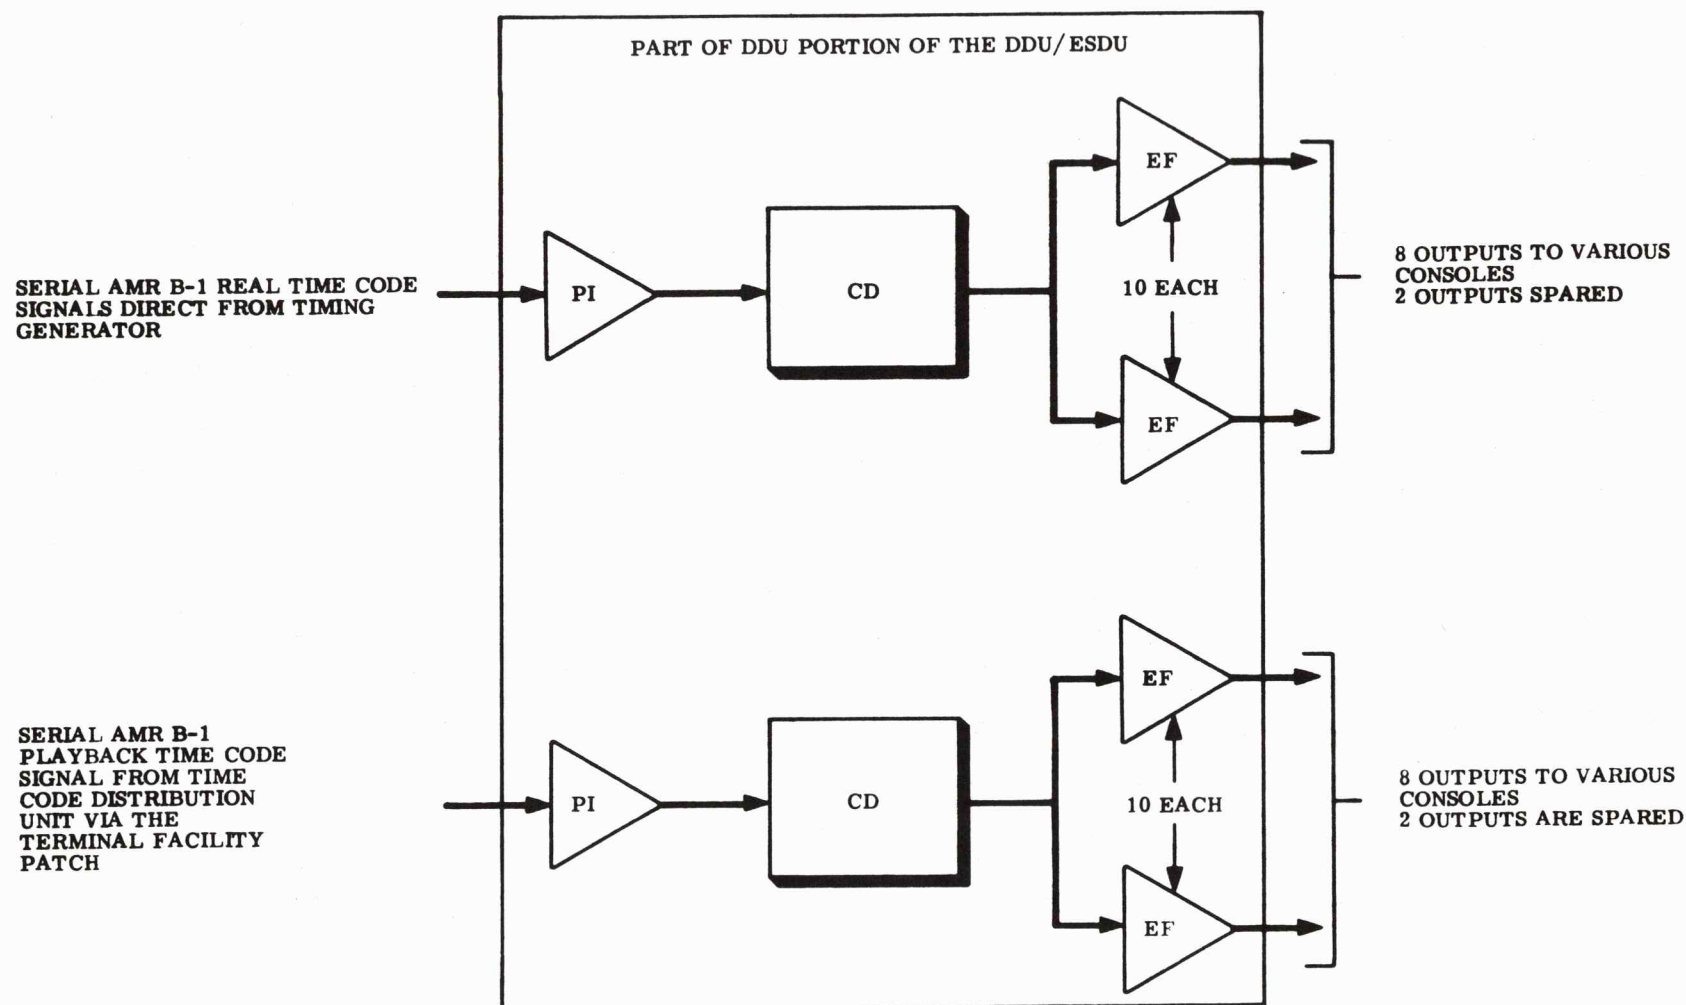 PART OF DDU PORTION OF THE DDU/ESDU
SERIAL AMR B-1 REAL TIME CODE
SIGNALS DIRECT FROM TIMING
GENERATOR
PI
CD
EF
10 EACH
EF
8 OUTPUTS TO VARIOUS
CONSOLES
2 OUTPUTS SPARED
SERIAL AMR B-1
PLAYBACK TIME CODE
SIGNAL FROM TIME
CODE DISTRIBUTION
UNIT VIA THE
TERMINAL FACILITY
PATCH
PI
CD
EF
10 EACH
EF
8 OUTPUTS TO VARIOUS
CONSOLES
2 OUTPUTS ARE SPARED